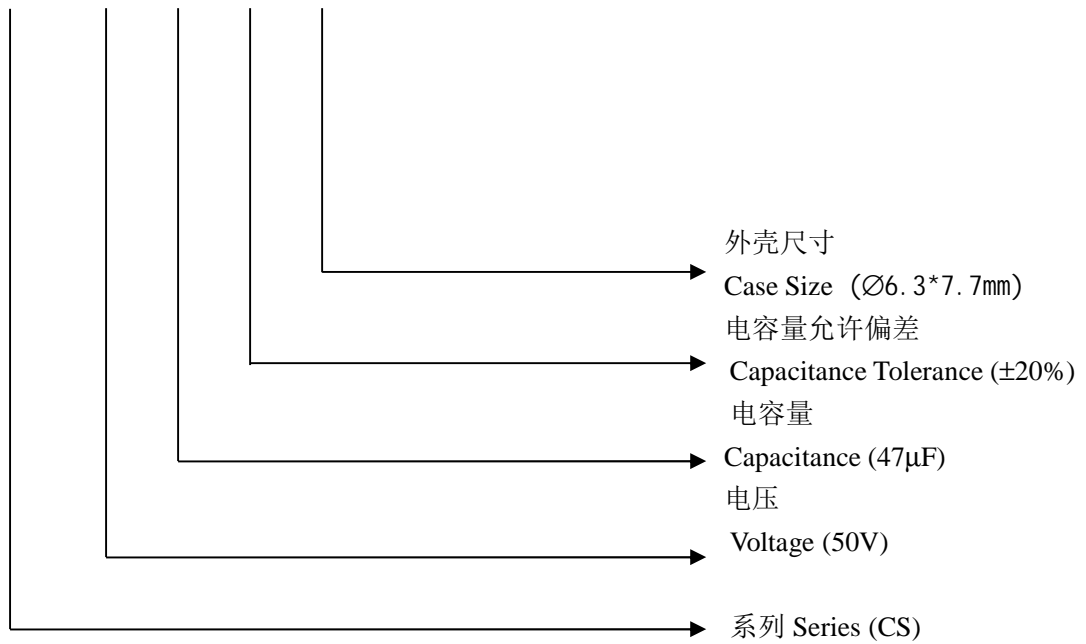 外壳尺寸
Case Size (∅6.3*7.7mm)
电容量允许偏差
Capacitance Tolerance (±20%)
电容量
Capacitance (47μF)
电压
Voltage (50V)
系列 Series (CS)